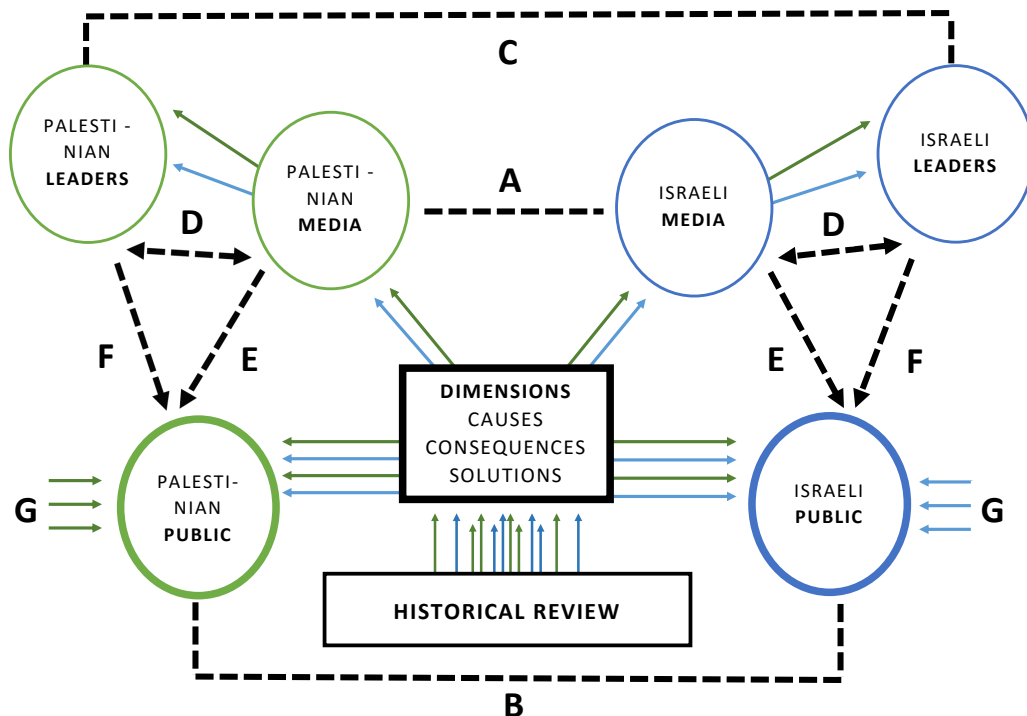 C
PALESTI -
NIAN
LEADERS
PALESTI -
NIAN
MEDIA
A
ISRAELI
MEDIA
ISRAELI
LEADERS
D
D
F
E
E
F
DIMENSIONS
CAUSES
CONSEQUENCES
SOLUTIONS
G
PALESTI-
NIAN
PUBLIC
ISRAELI
PUBLIC
G
HISTORICAL REVIEW
B